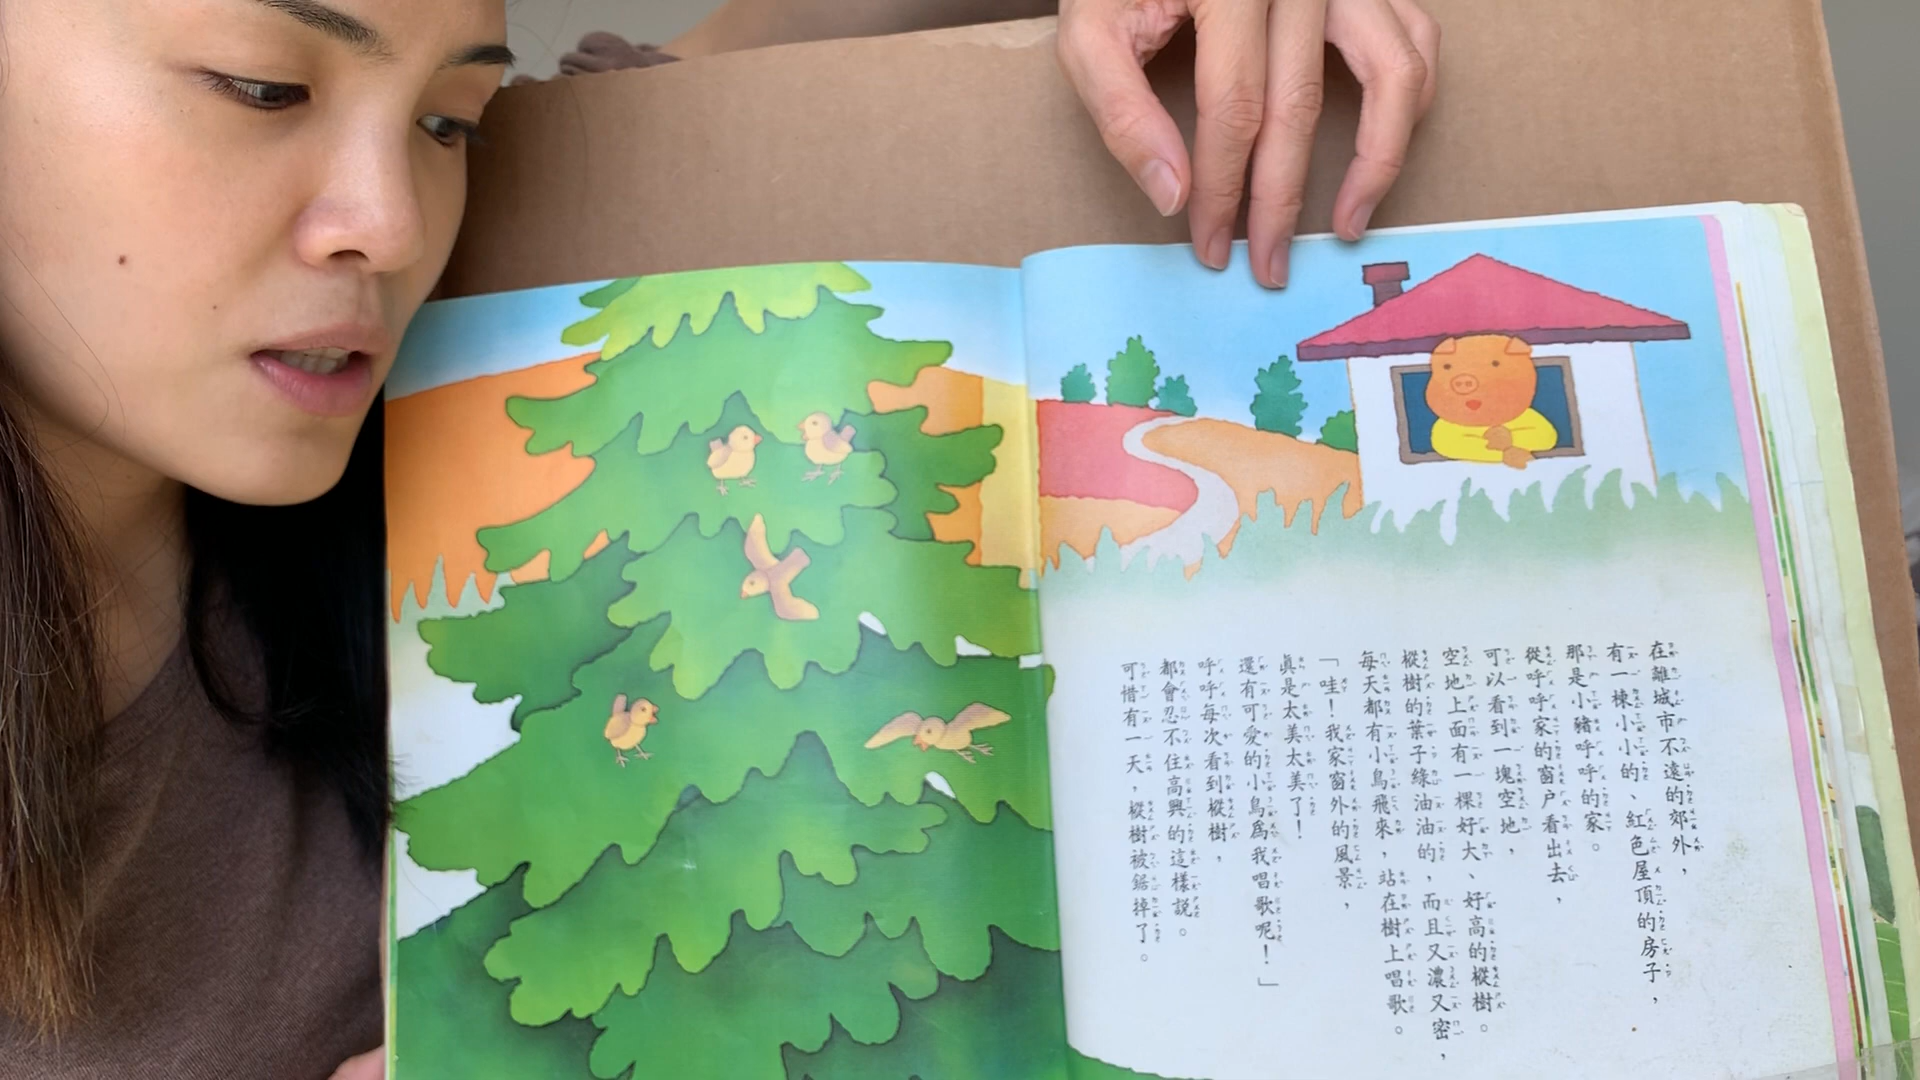 在離城市不遠的郊外，
有一棟小小的、紅色屋頂的房子，
那是小豬呼呼的家。
從呼呼家的窗戶看出去，
可以看到一塊空地，
空地上面有一棵好大、好高的樅樹。
樅樹的葉子綠油油的，而且又濃又密，
每天都有小鳥飛來，站在樹上唱歌。
「哇！我家窗外的風景，
真是太美太美了！
還有可愛的小鳥為我唱歌呢！」
呼呼每次看到樅樹，
都會忍不住高興的這樣說。
可惜有一天，樅樹被鋸掉了。